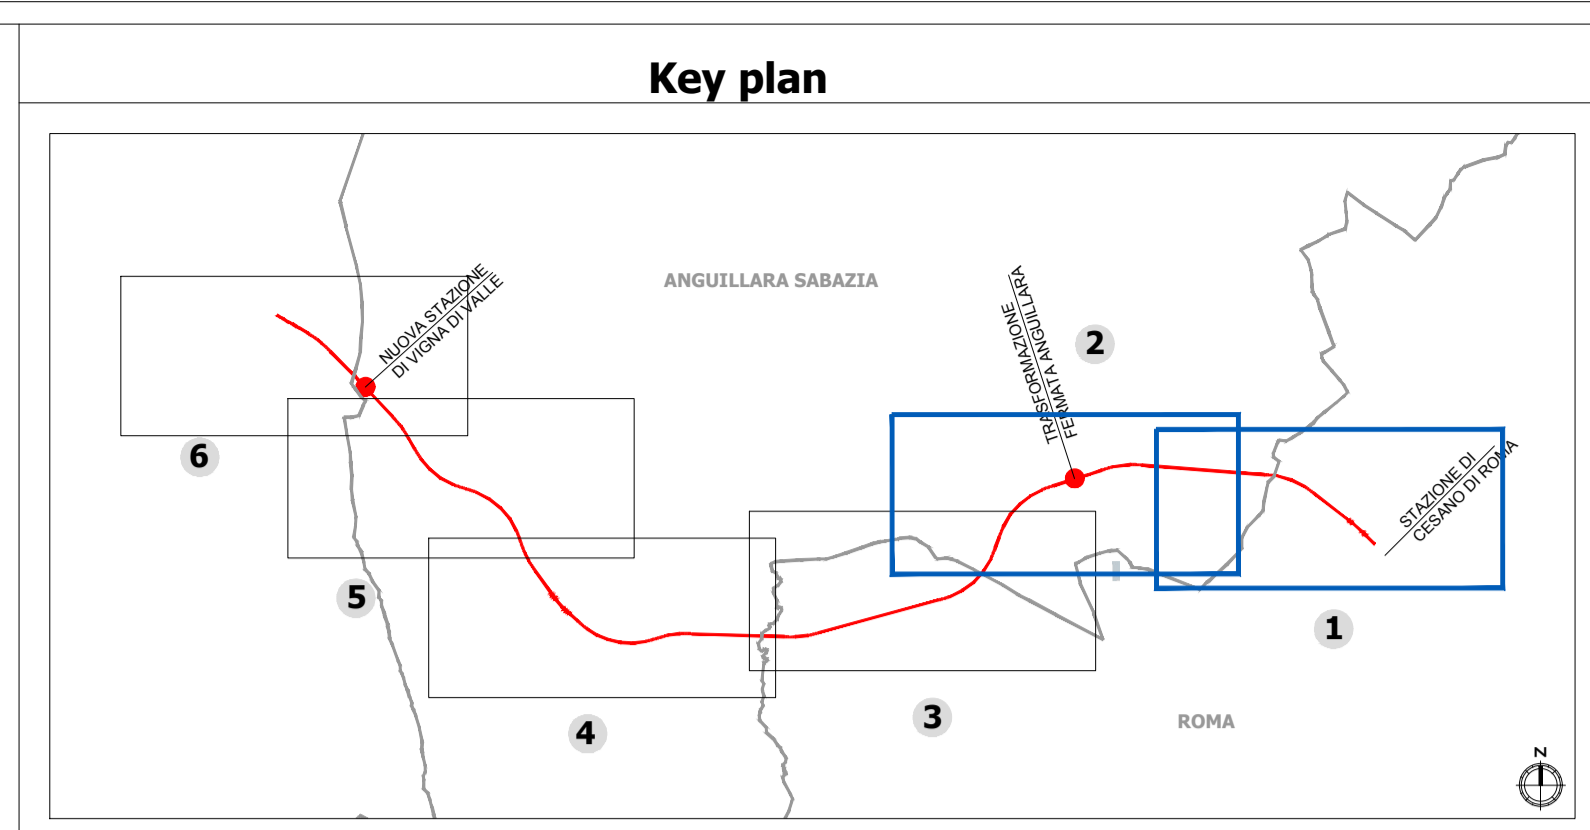 Key plan
ANGUILLARA SABAZIA
NUOVA STAZIONE
DI VIGNA DI VALLE
TRASFORMAZIONE
FERMATA ANGUILLARA
2
6
STAZIONE DI
CESANO DI ROMA
5
1
4
3
ROMA
N